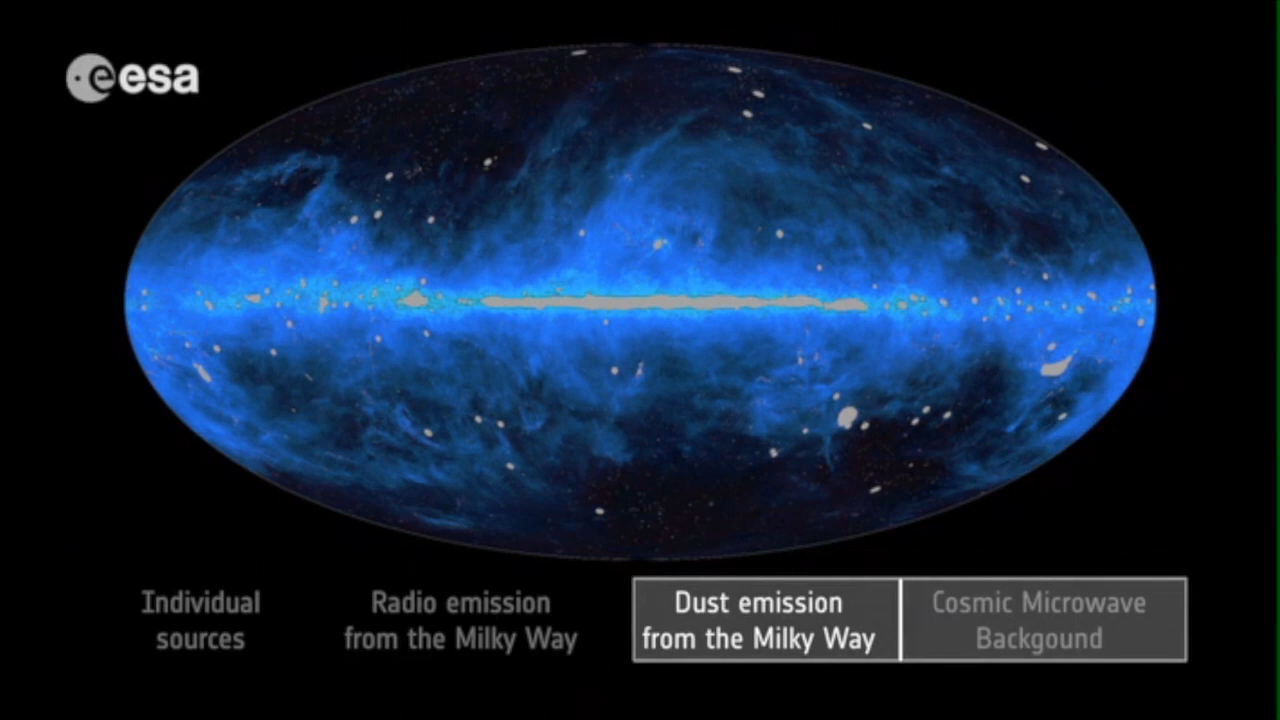 esa
Individual
sources
Radio emission
from the Milky Way
Dust emission
from the Milky Way
Cosmic Microwave
Backgound